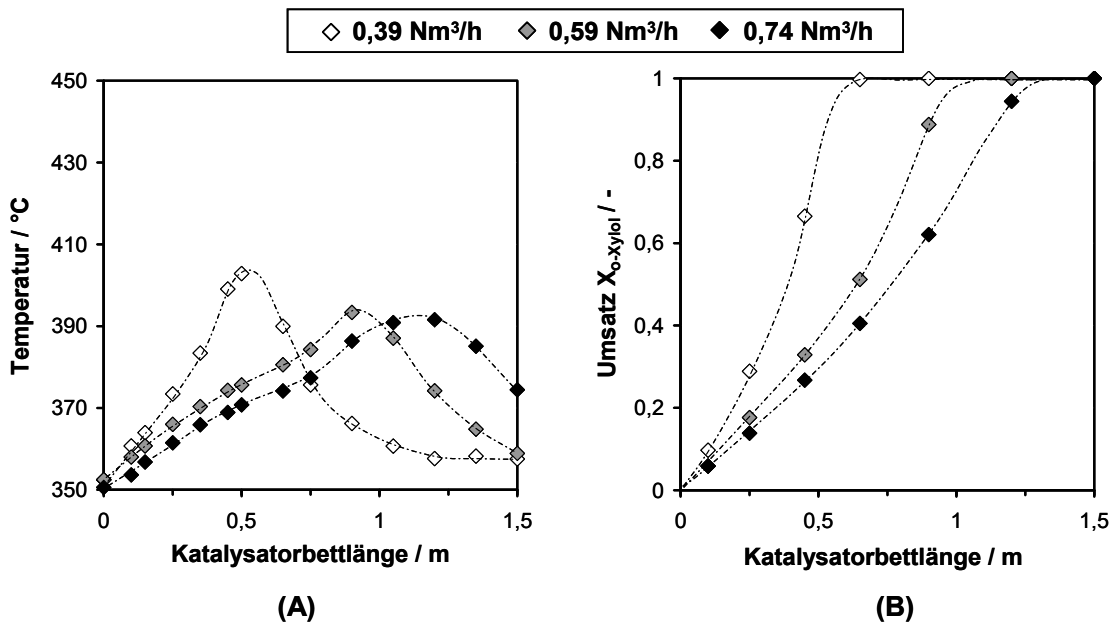 0,39 Nm³/h 0,59 Nm³/h 0,74 Nm³/h
450
430
410
390
370
350
Temperatur / °C
0 0,5 1 1,5
Katalysatorbettlänge / m
(A)
1
0,8
0,6
0,4
0,2
0
Umsatz X o-Xylol / -
0 0,5 1 1,5
Katalysatorbettlänge / m
(B)